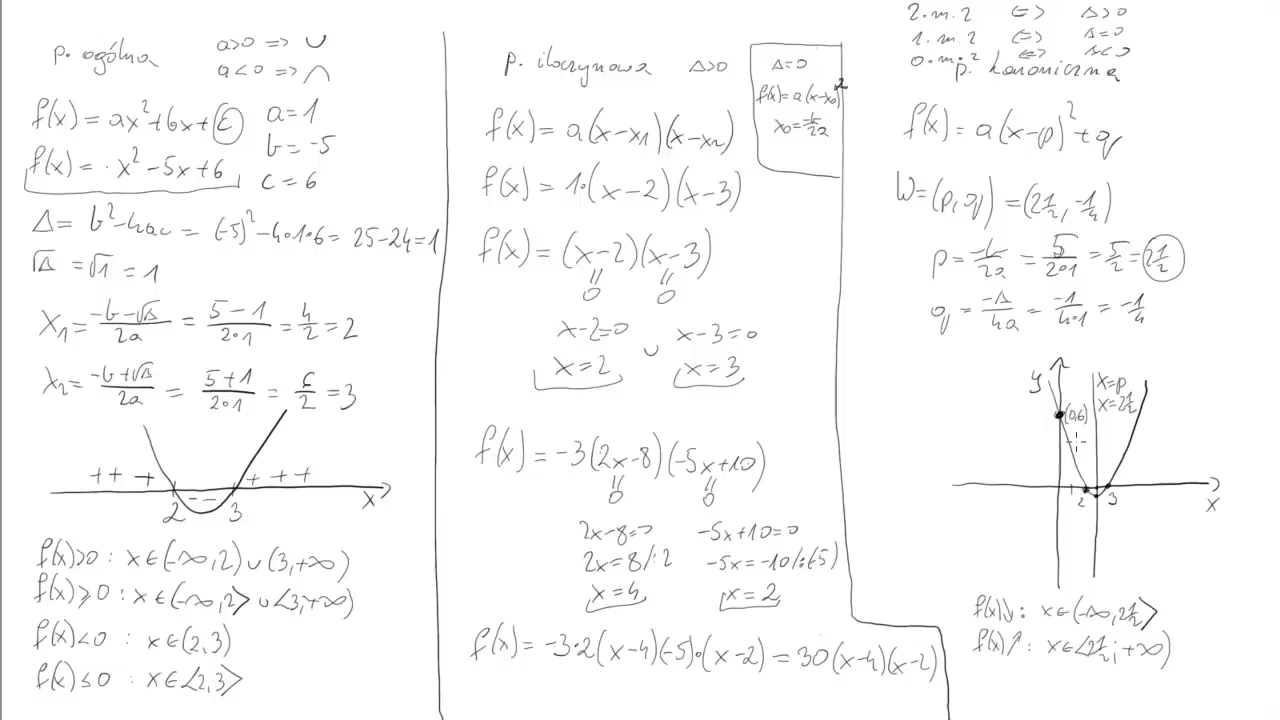 p. ogólna
a>0 => ∪
a<0 => ∩
f(x) = ax²+bx+c
a = 1
f(x) = x² - 5x + 6
b = -5
c = 6
Δ = b²-4ac = (-5)² - 4·1·6 = 25-24 = 1
√Δ = √1 = 1
x₁ = (-b-√Δ)/2a = (5-1)/2·1 = 4/2 = 2
x₂ = (-b+√Δ)/2a = (5+1)/2·1 = 6/2 = 3
+ + + + + +
- -
2 3 x
f(x)>0 : x∈(-∞,2)∪(3,+∞)
f(x)⩾0 : x∈(-∞,2>∪<3,+∞)
f(x)<0 : x∈(2,3)
f(x)≤0 : x∈<2,3>
p. iloczynowa Δ>0
Δ=0
f(x)=a(x-x₀)²
x₀ = -b/2a
f(x) = a(x-x₁)(x-x₂)
f(x) = 1·(x-2)(x-3)
f(x) = (x-2)(x-3)
0 0
x-2=0 ∪ x-3=0
x=2 x=3
f(x) = -3(2x-8)(-5x+10)
0 0
2x-8=0 -5x+10=0
2x=8/:2 -5x=-10/:(-5)
x=4 x=2
f(x) = -3·2(x-4)(-5)·(x-2) = 30(x-4)(x-2)
2.m.z <=> Δ>0
1.m.z <=> Δ=0
0.m.z <=> Δ<0
p. kanoniczna
f(x) = a(x-p)²+q
W=(p,q) = (2½, -¼)
p = -b/2a = 5/2·1 = 5/2 = 2½
q = -Δ/4a = -1/4·1 = -1/4
y
x=p
x=2½
(0,6)
1 2 3
x
f(x)↓ : x∈(-∞,2½>
f(x)↗ : x∈<2½; +∞)